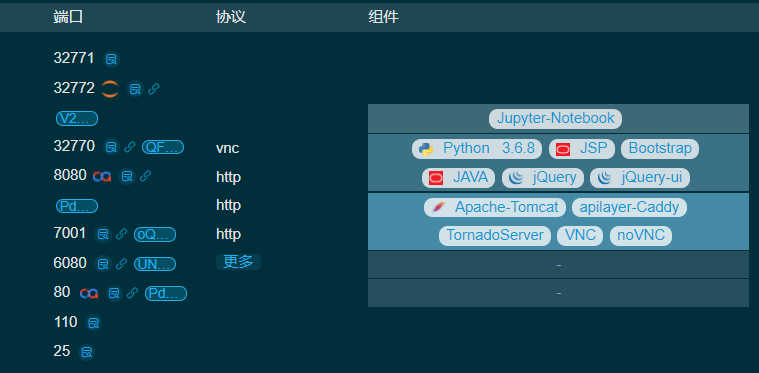 端口 协议 组件
32771
32772
V2...
Jupyter-Notebook
32770 QF...
vnc
Python 3.6.8 JSP Bootstrap
8080
http
JAVA jQuery jQuery-ui
Pd...
http
Apache-Tomcat apilayer-Caddy
7001 oQ...
http
TornadoServer VNC noVNC
6080 UN...
更多
-
80 Pd...
-
110
25